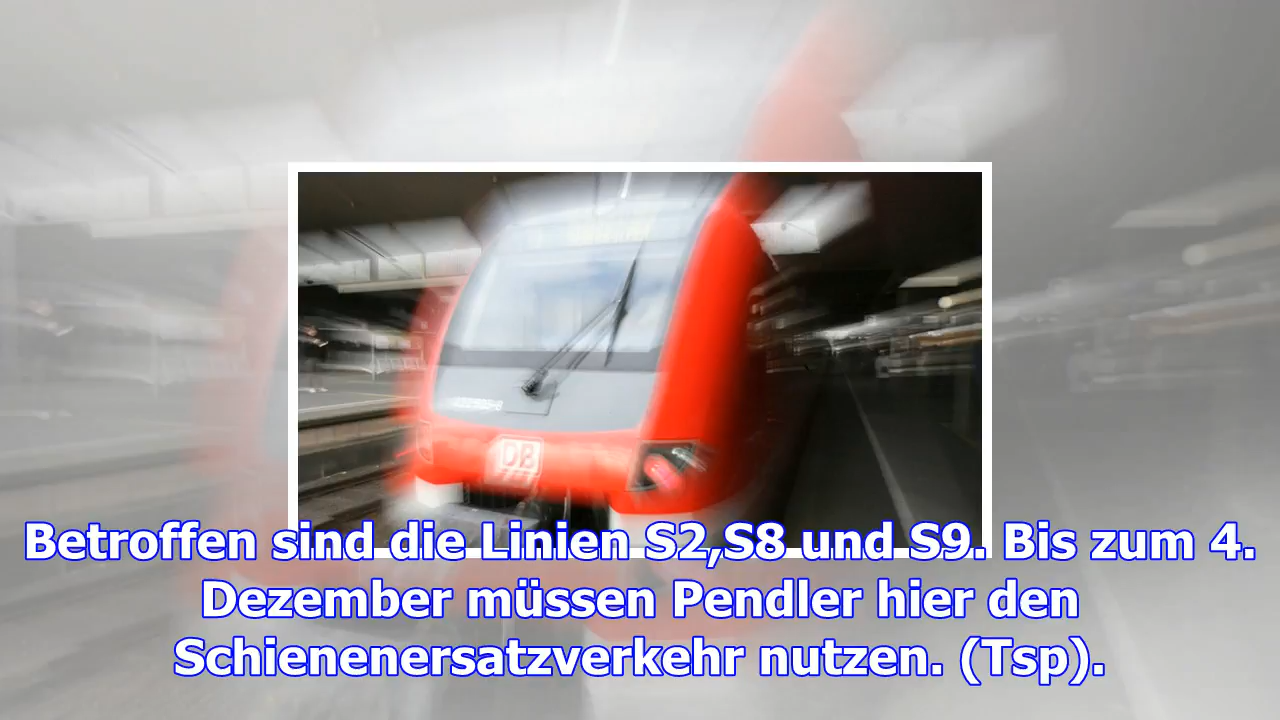 DB
Betroffen sind die Linien S2,S8 und S9. Bis zum 4.
Dezember müssen Pendler hier den
Schienenersatzverkehr nutzen. (Tsp).